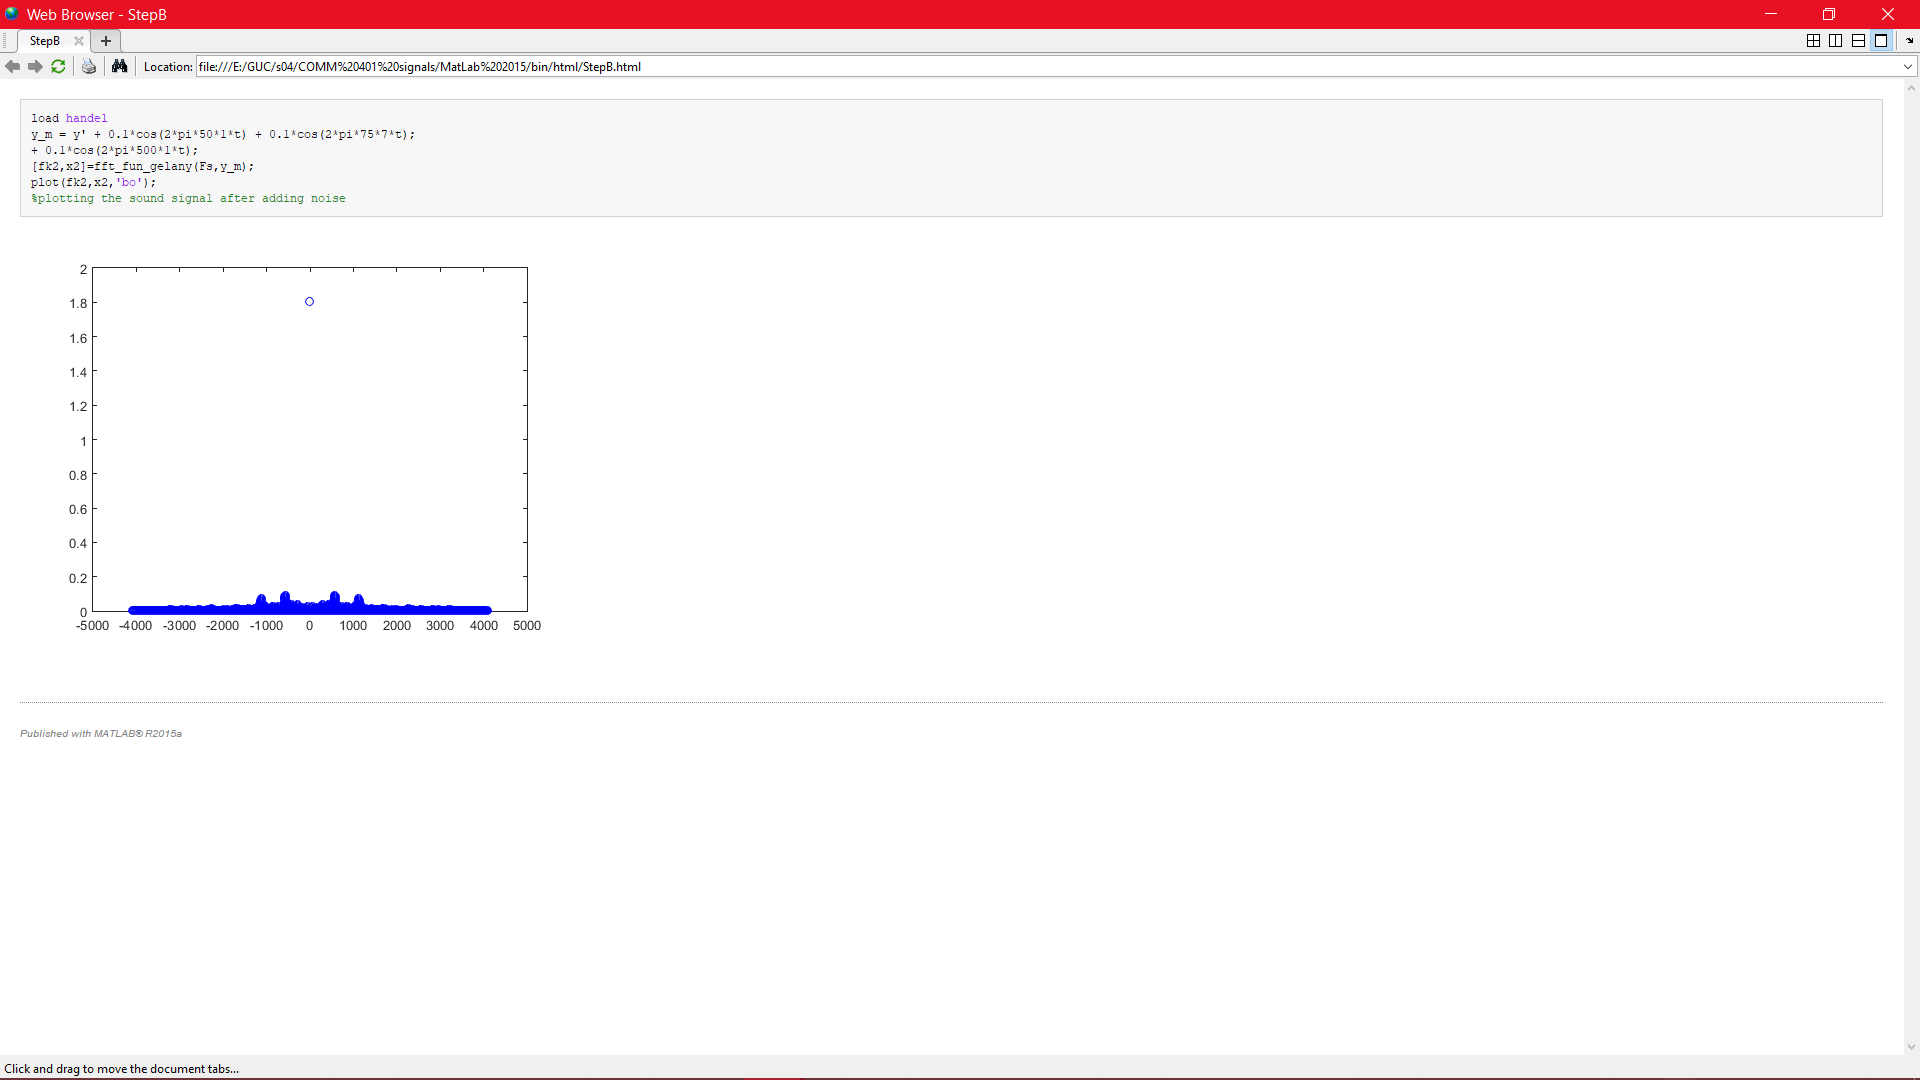 Web Browser - StepB
StepB
Location: file:///E:/GUC/s04/COMM%20401%20signals/MatLab%202015/bin/html/StepB.html
load handel
y_m = y' + 0.1*cos(2*pi*50*1*t) + 0.1*cos(2*pi*75*7*t);
+ 0.1*cos(2*pi*500*1*t);
[fk2,x2]=fft_fun_gelany(Fs,y_m);
plot(fk2,x2,'bo');
%plotting the sound signal after adding noise
2
1.8
1.6
1.4
1.2
1
0.8
0.6
0.4
0.2
0
-5000 -4000 -3000 -2000 -1000 0 1000 2000 3000 4000 5000
Published with MATLAB® R2015a
Click and drag to move the document tabs...